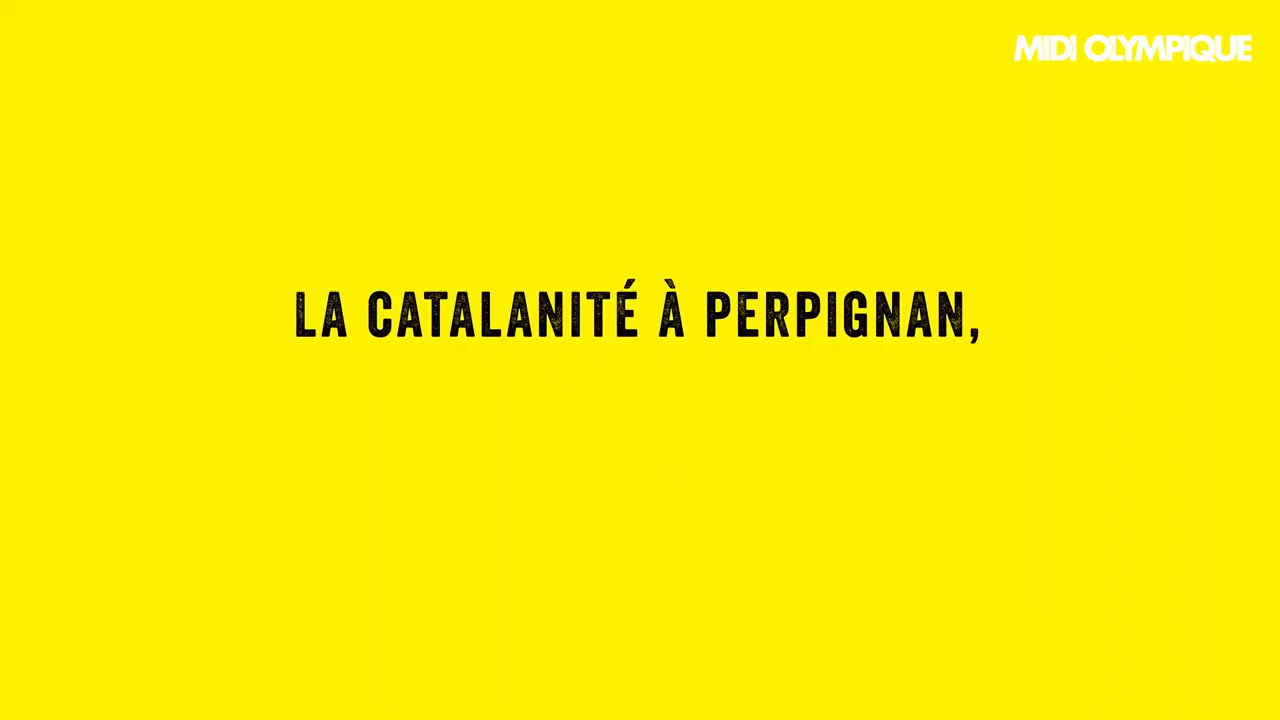 MIDI OLYMPIQUE
LA CATALANITÉ À PERPIGNAN,